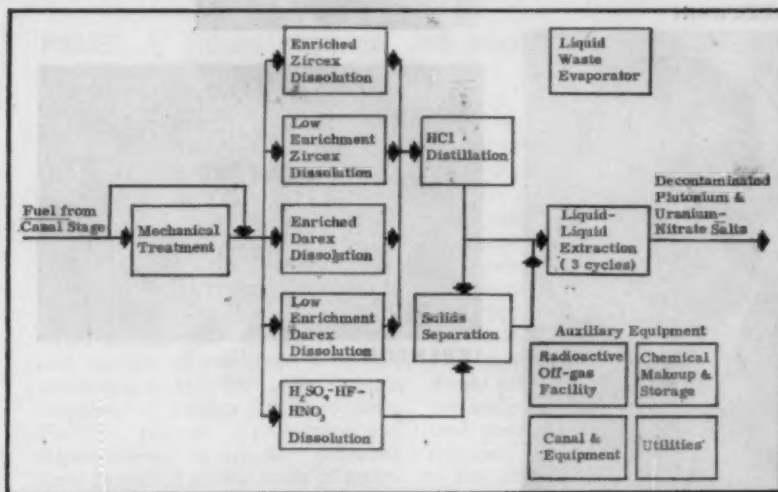 Enriched
Zircex
Dissolution
Liquid
Waste
Evaporator
Low
Enrichment
Zircex
Dissolution
HCl
Distillation
Fuel from
Canal Stage
Mechanical
Treatment
Enriched
Darex
Dissolution
Liquid-
Liquid
Extraction
( 3 cycles)
Decontaminated
Plutonium &
Uranium-
Nitrate Salts
Low
Enrichment
Darex
Dissolution
Solids
Separation
H₂SO₄-HF-
HNO₃
Dissolution
Auxiliary Equipment
Radioactive
Off-gas
Facility
Chemical
Makeup &
Storage
Canal &
Equipment
Utilities